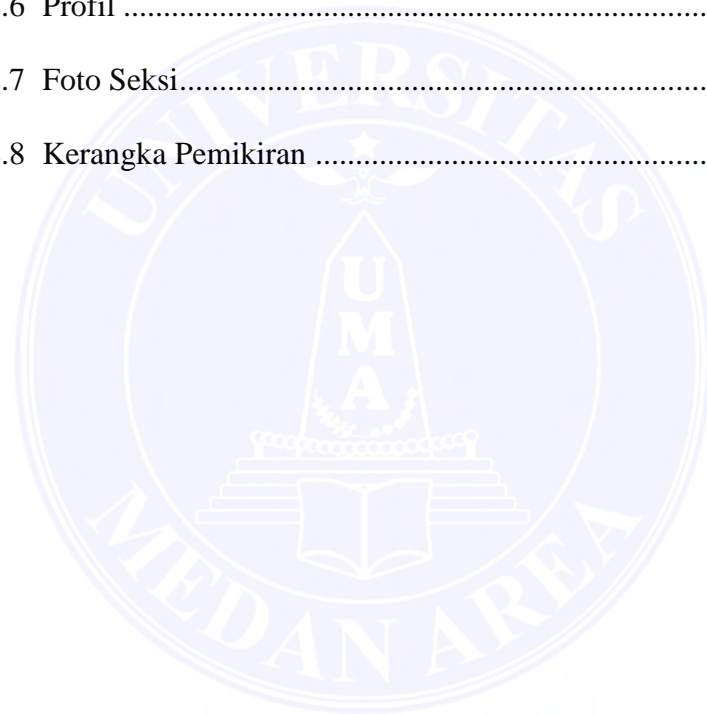 .6 Profil ......................................................................
.7 Foto Seksi..............................................................
.8 Kerangka Pemikiran ..............................................
UNIVERSITAS
U
M
A
MEDAN AREA